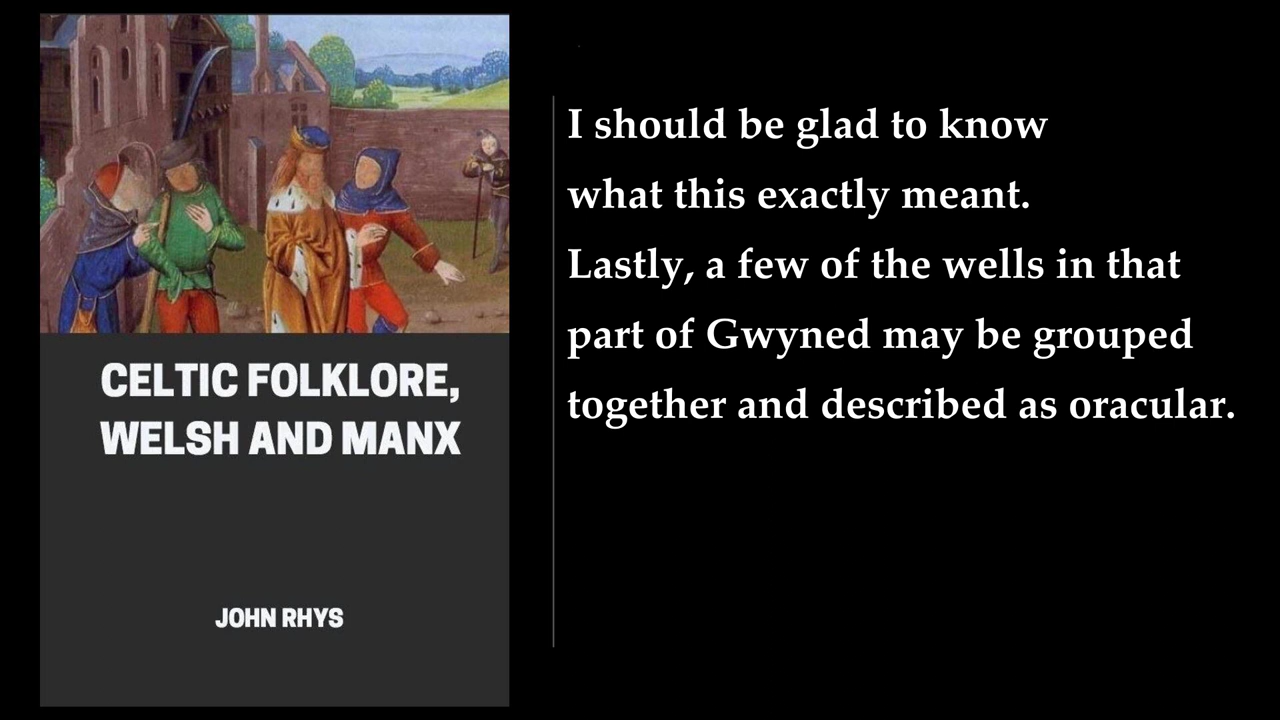 CELTIC FOLKLORE,
WELSH AND MANX
JOHN RHYS
I should be glad to know
what this exactly meant.
Lastly, a few of the wells in that
part of Gwyned may be grouped
together and described as oracular.